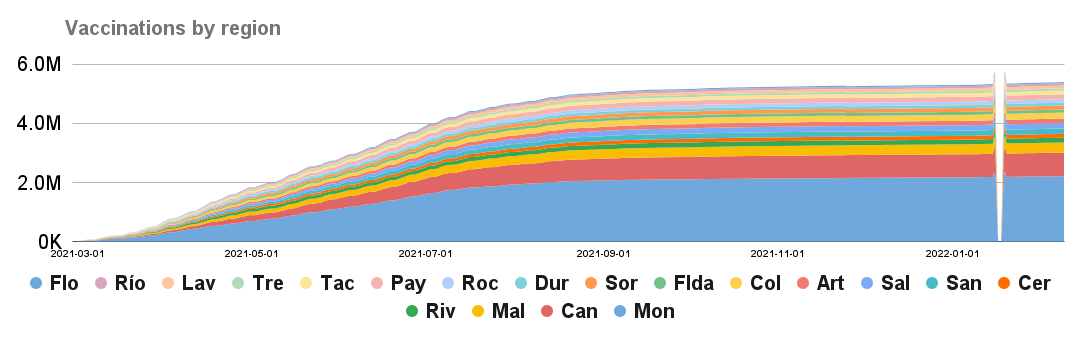 Vaccinations by region
6.0M
4.0M
2.0M
0K
2021-03-01 2021-05-01 2021-07-01 2021-09-01 2021-11-01 2022-01-01
Flo Río Lav Tre Tac Pay Roc Dur Sor Flda Col Art Sal San Cer
Riv Mal Can Mon